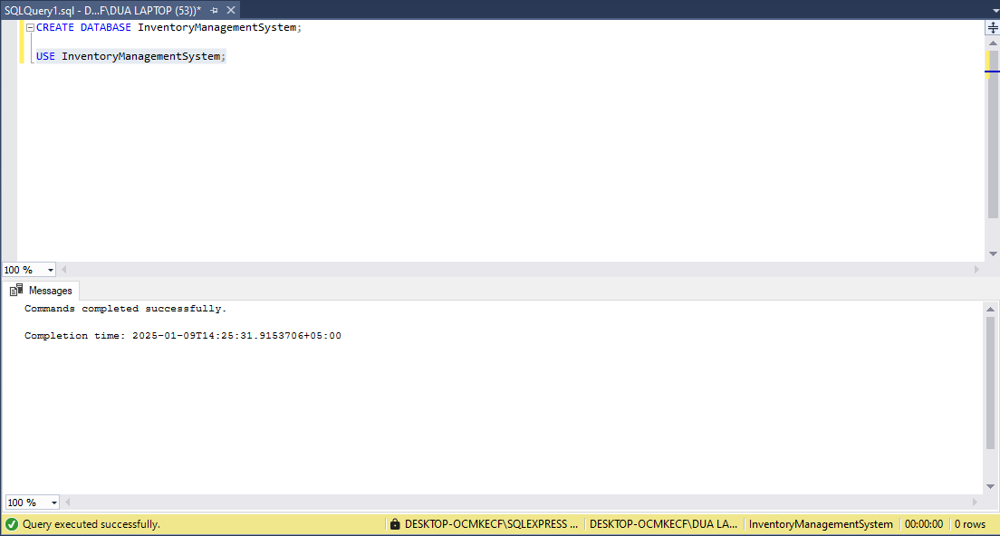 SQLQuery1.sql - D...F\DUA LAPTOP (53))*
CREATE DATABASE InventoryManagementSystem;
USE InventoryManagementSystem;
100 %
Messages
Commands completed successfully.
Completion time: 2025-01-09T14:25:31.9153706+05:00
100 %
Query executed successfully. DESKTOP-OCMKECF\SQLEXPRESS ... DESKTOP-OCMKECF\DUA LA... InventoryManagementSystem 00:00:00 0 rows